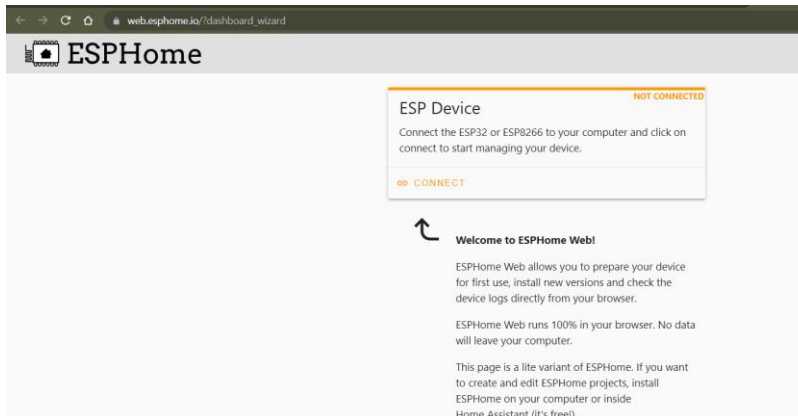 web.esphome.io/?dashboard_wizard
ESPHome
NOT CONNECTED
ESP Device
Connect the ESP32 or ESP8266 to your computer and click on
connect to start managing your device.
CONNECT
Welcome to ESPHome Web!
ESPHome Web allows you to prepare your device
for first use, install new versions and check the
device logs directly from your browser.
ESPHome Web runs 100% in your browser. No data
will leave your computer.
This page is a lite variant of ESPHome. If you want
to create and edit ESPHome projects, install
ESPHome on your computer or inside
Home Assistant (it's free!)